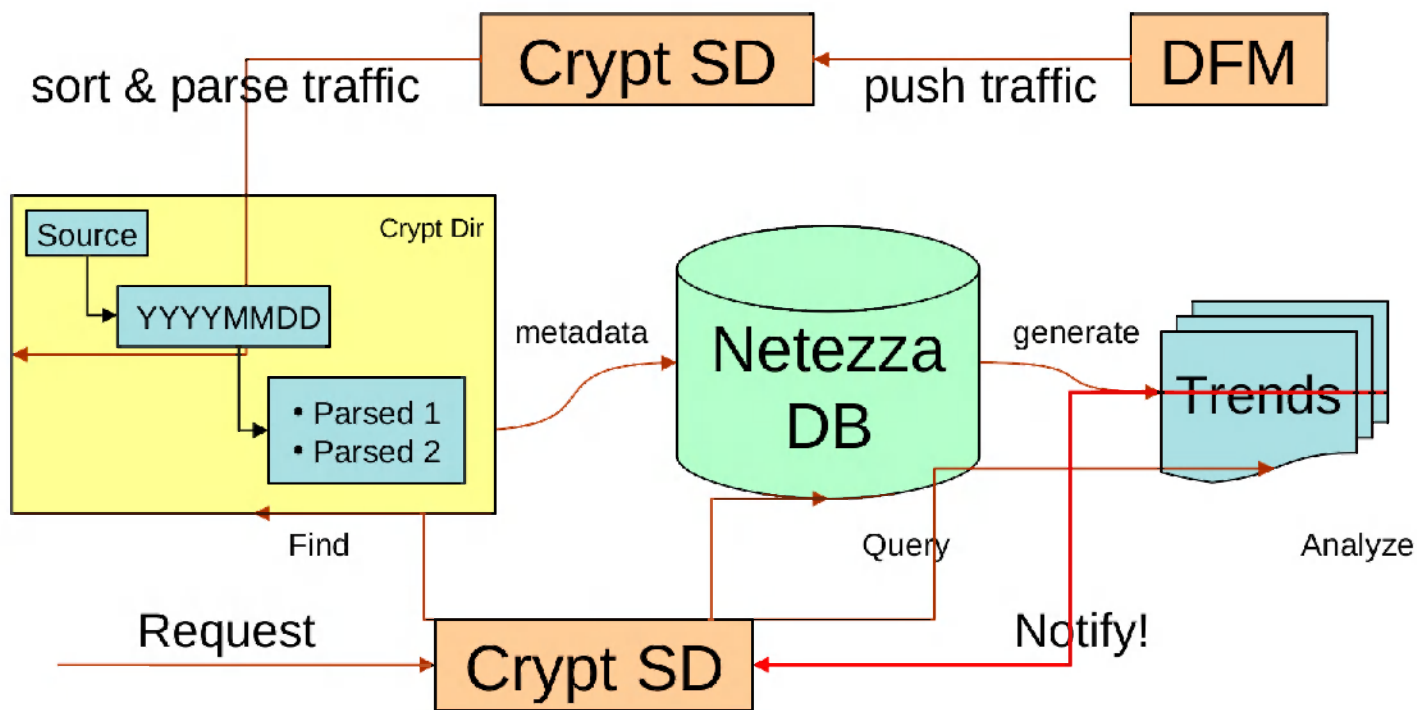 Crypt SD
DFM
sort & parse traffic
push traffic
Crypt Dir
Source
YYYYMMDD
• Parsed 1
• Parsed 2
metadata
Netezza
DB
generate
Trends
Find
Query
Analyze
Request
Notify!
Crypt SD